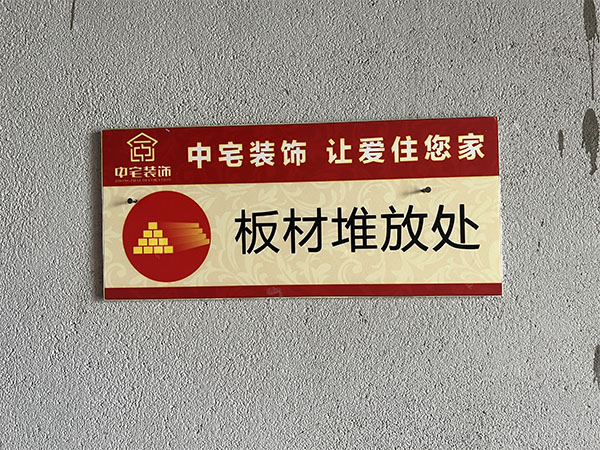 中宅装饰 让爱住您家
中宅装饰
板材堆放处